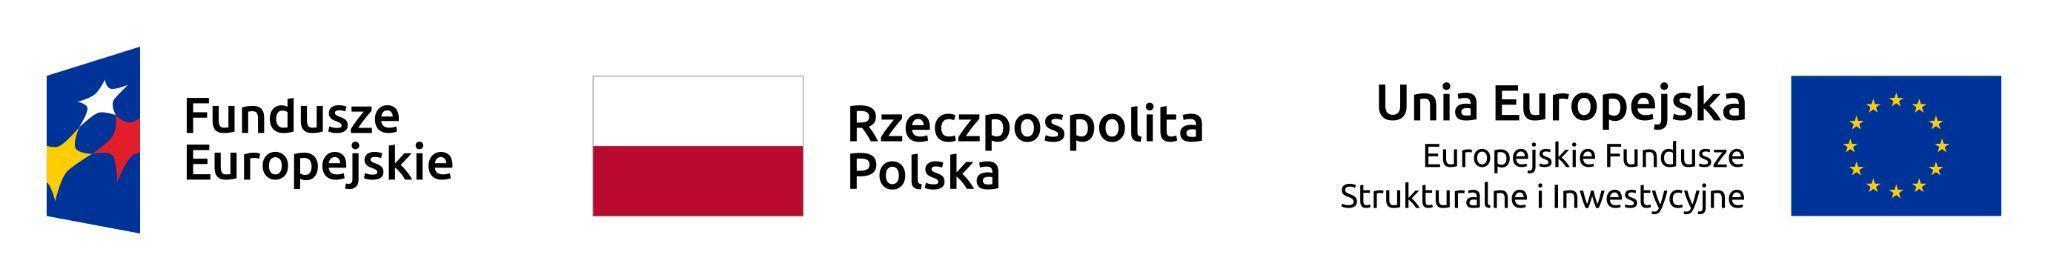 Fundusze
Europejskie
Rzeczpospolita
Polska
Unia Europejska
Europejskie Fundusze
Strukturalne i Inwestycyjne